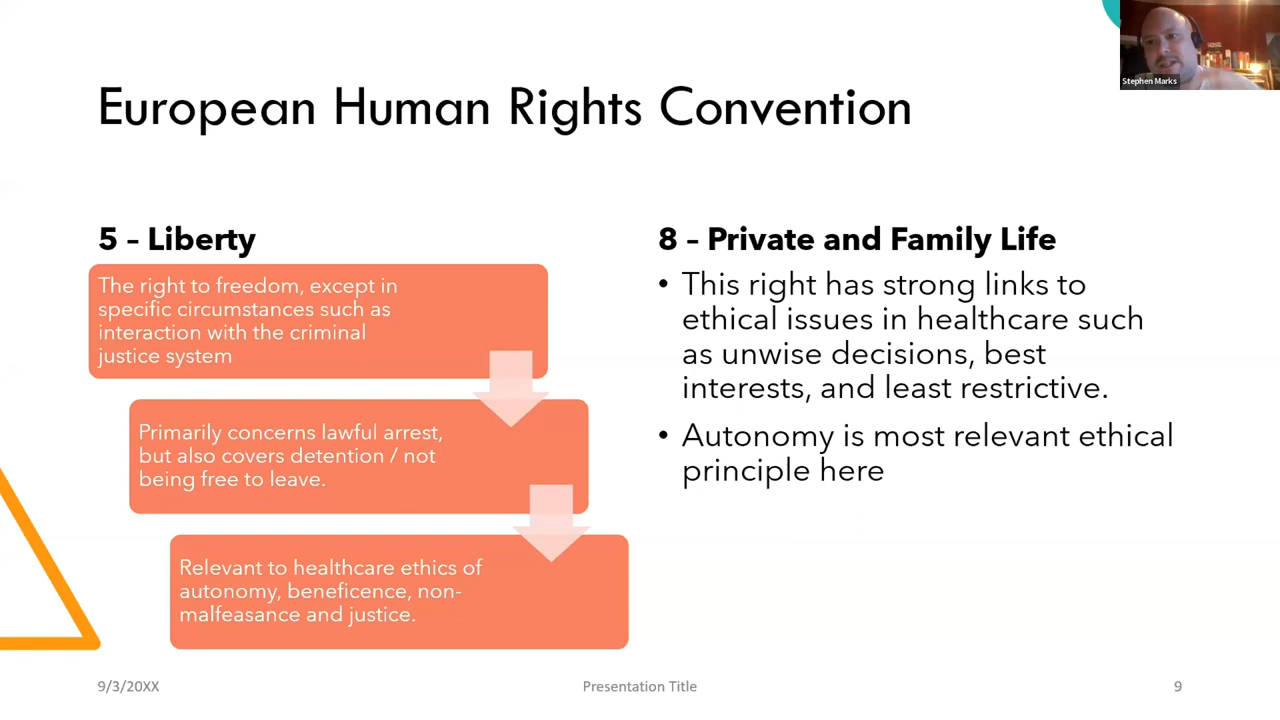 Stephen Marks
European Human Rights Convention
5 – Liberty
The right to freedom, except in
specific circumstances such as
interaction with the criminal
justice system
Primarily concerns lawful arrest,
but also covers detention / not
being free to leave.
Relevant to healthcare ethics of
autonomy, beneficence, non-
malfeasance and justice.
8 – Private and Family Life
• This right has strong links to
ethical issues in healthcare such
as unwise decisions, best
interests, and least restrictive.
• Autonomy is most relevant ethical
principle here
9/3/20XX
Presentation Title
9